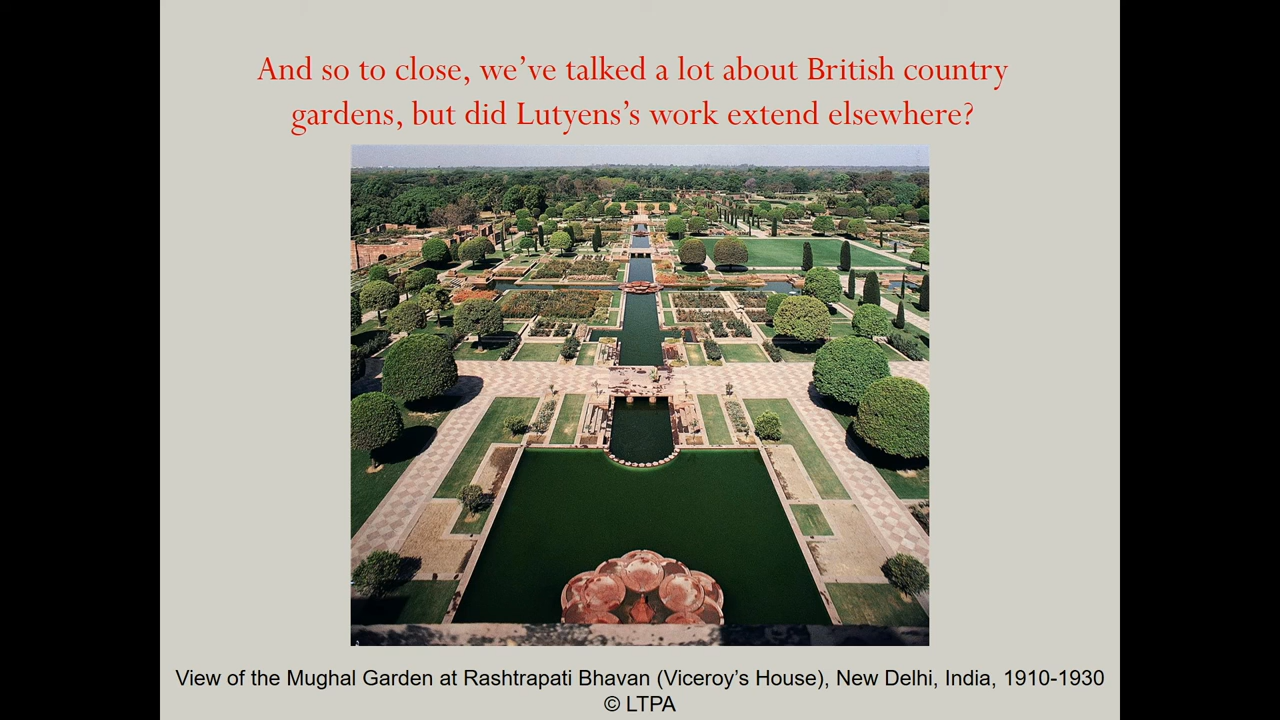 And so to close, we’ve talked a lot about British country
gardens, but did Lutyens’s work extend elsewhere?
View of the Mughal Garden at Rashtrapati Bhavan (Viceroy’s House), New Delhi, India, 1910-1930
© LTPA